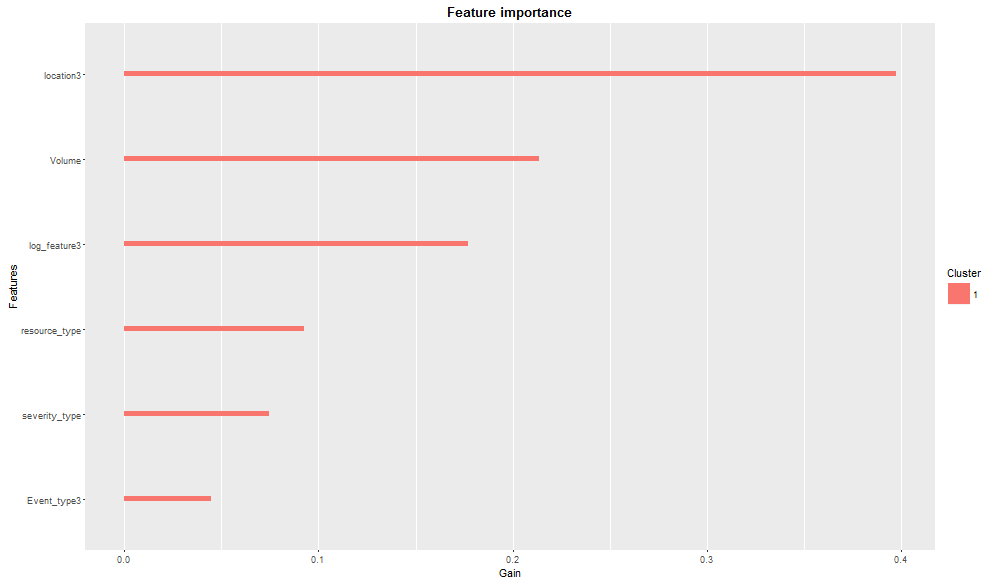 Feature importance
location3
Volume
log_feature3
resource_type
severity_type
Event_type3
Features
0.0 0.1 0.2 0.3 0.4
Gain
Cluster
1